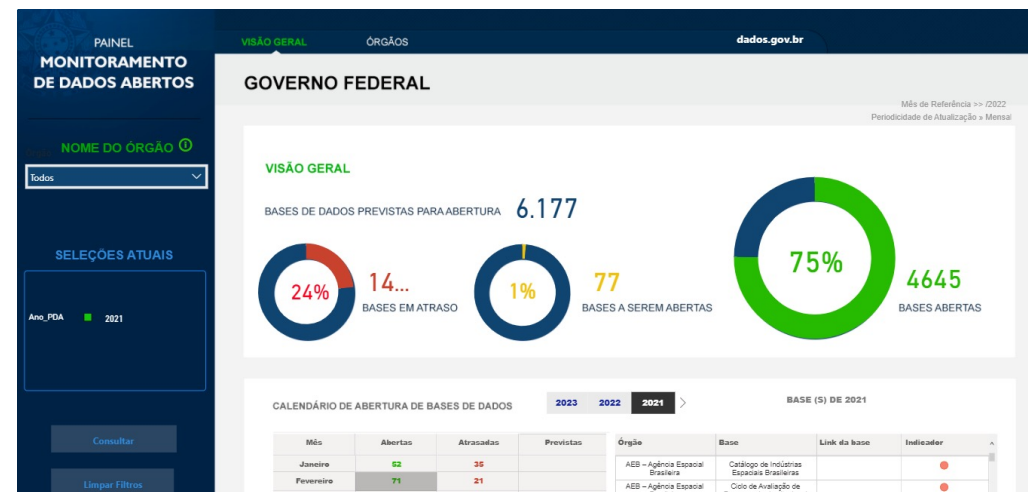 PAINEL
MONITORAMENTO
DE DADOS ABERTOS
VISÃO GERAL
ÓRGÃOS
dados.gov.br
GOVERNO FEDERAL
Mês de Referência >> /2022
Periodicidade de Atualização » Mensal
NOME DO ÓRGÃO
Todos
SELEÇÕES ATUAIS
Ano_PDA 2021
Consultar
Limpar Filtros
VISÃO GERAL
BASES DE DADOS PREVISTAS PARA ABERTURA 6.177
24%
14...
BASES EM ATRASO
1%
77
BASES A SEREM ABERTAS
75%
4645
BASES ABERTAS
CALENDÁRIO DE ABERTURA DE BASES DE DADOS
2023 2022 2021
BASE (S) DE 2021
Mês Abertas Atrasadas Previstas
Janeiro 52 35
Fevereiro 71 21
Órgão Base Link da base Indicador
AEB – Agência Espacial Catálogo de Indústrias
Brasileira Espaciais Brasileiras
AEB – Agência Espacial Ciclo de Avaliação de